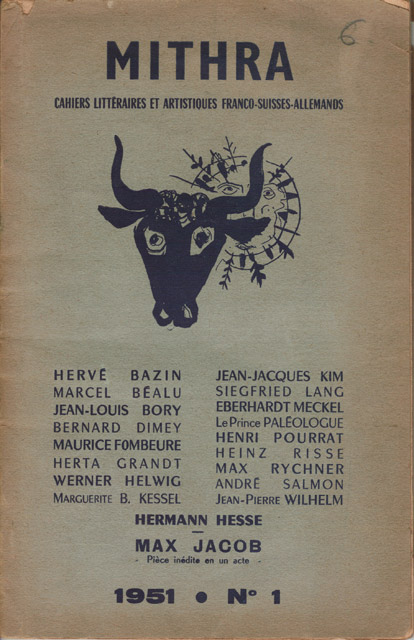 6.
MITHRA
CAHIERS LITTÉRAIRES ET ARTISTIQUES FRANCO-SUISSES-ALLEMANDS
HERVÉ BAZIN
MARCEL BÉALU
JEAN-LOUIS BORY
BERNARD DIMEY
MAURICE FOMBEURE
HERTA GRANDT
WERNER HELWIG
MARGUERITE B. KESSEL
JEAN-JACQUES KIM
SIEGFRIED LANG
EBERHARDT MECKEL
Le Prince PALÉOLOGUE
HENRI POURRAT
HEINZ RISSE
MAX RYCHNER
ANDRÉ SALMON
JEAN-PIERRE WILHELM
HERMANN HESSE
—
MAX JACOB
- Pièce inédite en un acte -
1951 • N° 1